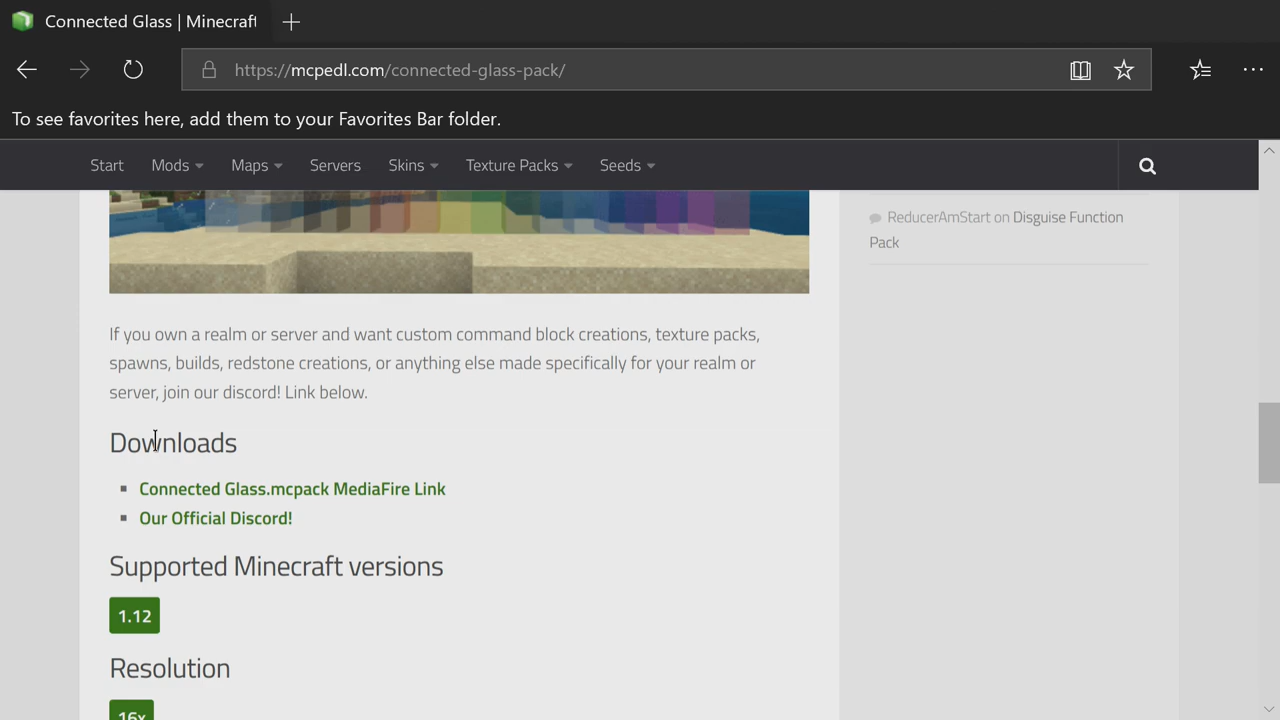 Connected Glass | Minecraft
https://mcpedl.com/connected-glass-pack/
To see favorites here, add them to your Favorites Bar folder.
Start Mods Maps Servers Skins Texture Packs Seeds
ReducerAmStart on Disguise Function
Pack
If you own a realm or server and want custom command block creations, texture packs,
spawns, builds, redstone creations, or anything else made specifically for your realm or
server, join our discord! Link below.
Downloads
Connected Glass.mcpack MediaFire Link
Our Official Discord!
Supported Minecraft versions
1.12
Resolution
16x